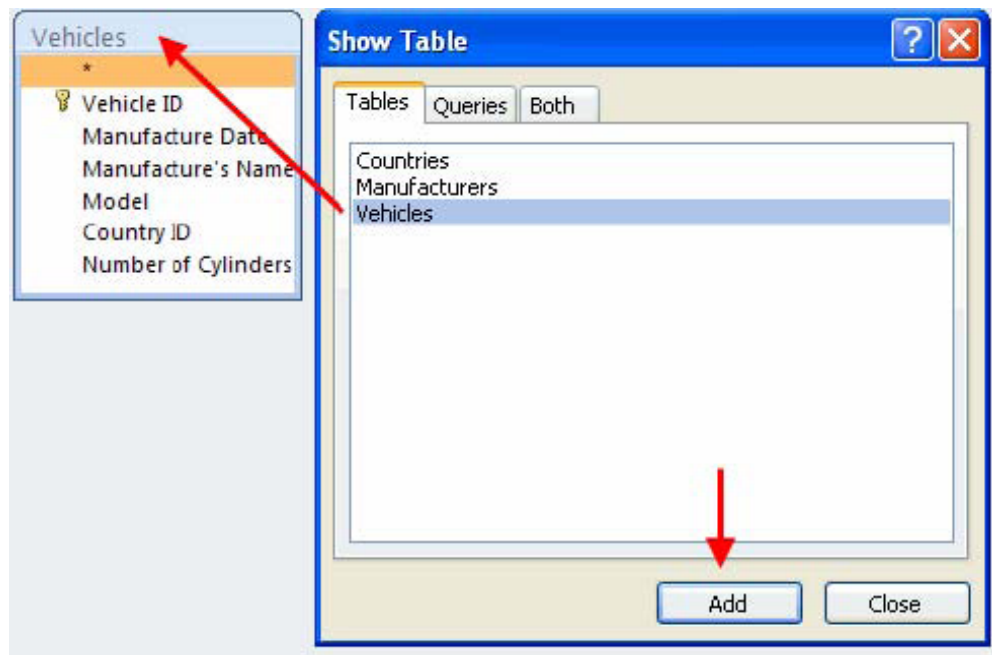 Vehicles
*
Vehicle ID
Manufacture Date
Manufacture's Name
Model
Country ID
Number of Cylinders
Show Table
?
Tables Queries Both
Countries
Manufacturers
Vehicles
Add Close